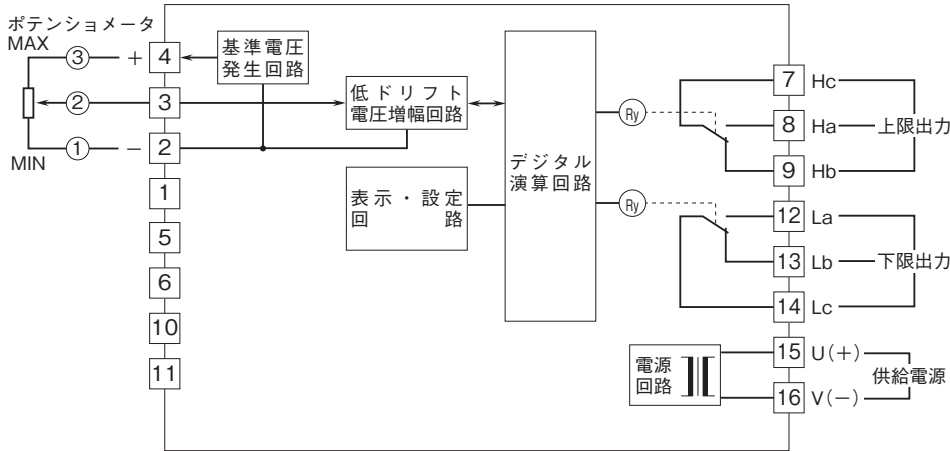 ポテンショメータ
MAX
③
+
4
基準電圧
発生回路
②
3
低ドリフト
電圧増幅回路
①
−
2
MIN
1
5
6
10
11
表示・設定
回路
デジタル
演算回路
Ry
Ry
7 Hc
8 Ha
9 Hb
上限出力
12 La
13 Lb
14 Lc
下限出力
電源
回路
15 U(+)
16 V(−)
供給電源